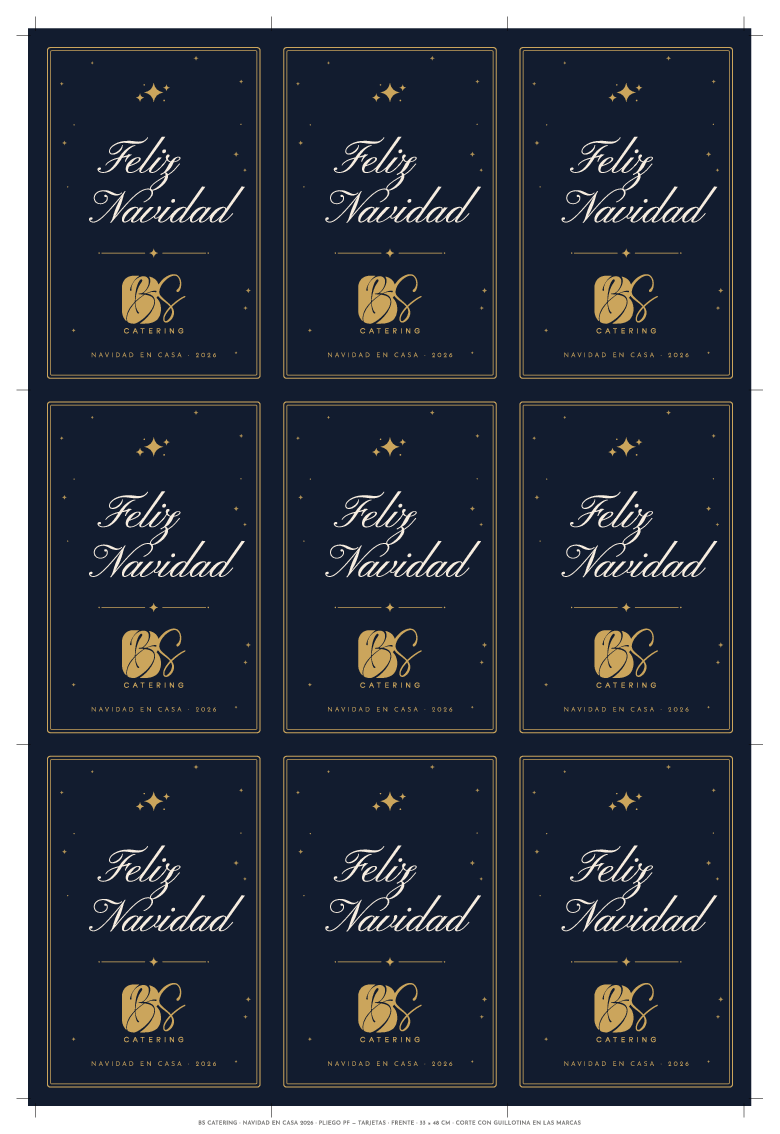 Feliz
Navidad
BS
CATERING
NAVIDAD EN CASA · 2026
Feliz
Navidad
BS
CATERING
NAVIDAD EN CASA · 2026
Feliz
Navidad
BS
CATERING
NAVIDAD EN CASA · 2026
Feliz
Navidad
BS
CATERING
NAVIDAD EN CASA · 2026
Feliz
Navidad
BS
CATERING
NAVIDAD EN CASA · 2026
Feliz
Navidad
BS
CATERING
NAVIDAD EN CASA · 2026
Feliz
Navidad
BS
CATERING
NAVIDAD EN CASA · 2026
Feliz
Navidad
BS
CATERING
NAVIDAD EN CASA · 2026
Feliz
Navidad
BS
CATERING
NAVIDAD EN CASA · 2026
BS CATERING · NAVIDAD EN CASA 2026 · PLIEGO PF — TARJETAS · FRENTE · 33 × 48 CM · CORTE CON GUILLOTINA EN LAS MARCAS